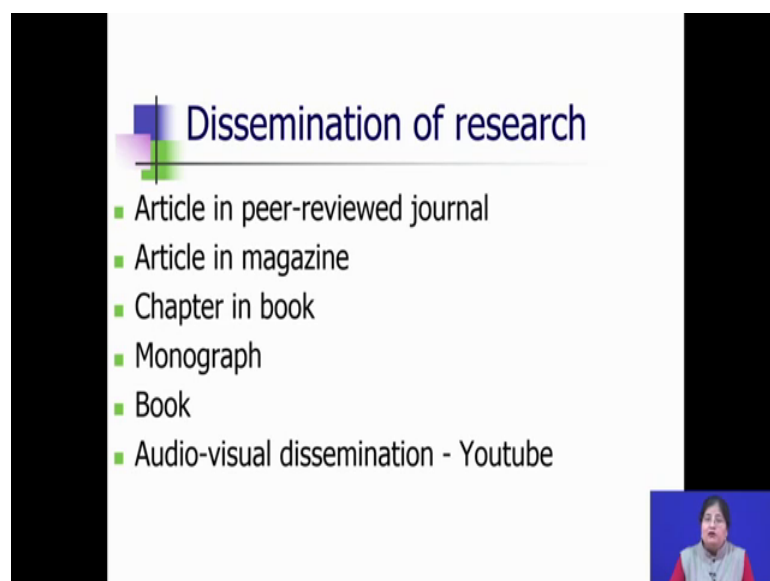 Dissemination of research
Article in peer-reviewed journal
Article in magazine
Chapter in book
Monograph
Book
Audio-visual dissemination - Youtube